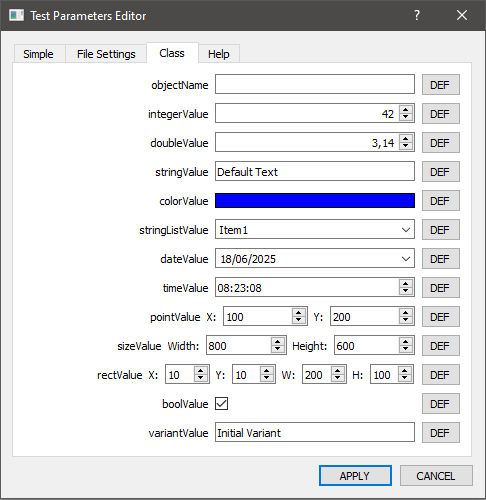 Test Parameters Editor ?
Simple File Settings Class Help
objectName DEF
integerValue 42 DEF
doubleValue 3,14 DEF
stringValue Default Text DEF
colorValue DEF
stringListValue Item1 DEF
dateValue 18/06/2025 DEF
timeValue 08:23:08 DEF
pointValue X: 100 Y: 200 DEF
sizeValue Width: 800 Height: 600 DEF
rectValue X: 10 Y: 10 W: 200 H: 100 DEF
boolValue DEF
variantValue Initial Variant DEF
APPLY CANCEL